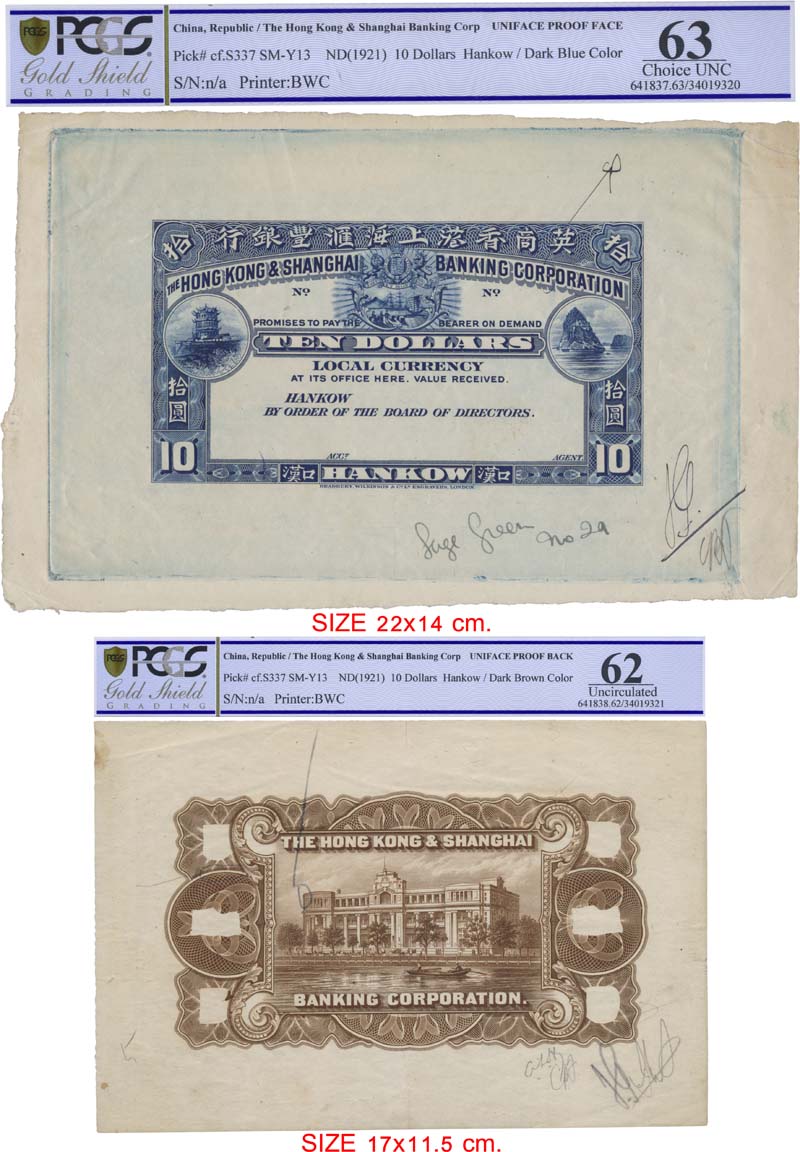 PCGS
Gold Shield
GRADING
China, Republic / The Hong Kong & Shanghai Banking Corp UNIFACE PROOF FACE
Pick# cf.S337 SM-Y13 ND(1921) 10 Dollars Hankow / Dark Blue Color
S/N:n/a Printer:BWC
63
Choice UNC
641837.63/34019320
拾 行銀豐滙海上港香商英 拾
THE HONG KONG & SHANGHAI BANKING CORPORATION
No No
PROMISES TO PAY THE BEARER ON DEMAND
TEN DOLLARS
LOCAL CURRENCY
AT ITS OFFICE HERE. VALUE RECEIVED.
拾圓 拾圓
HANKOW
BY ORDER OF THE BOARD OF DIRECTORS.
10 10
ACCT AGENT
漢口 HANKOW 漢口
BRADBURY, WILKINSON & Co Ld ENGRAVERS, LONDON
Sage Green No 29
SIZE 22x14 cm.
PCGS
Gold Shield
GRADING
China, Republic / The Hong Kong & Shanghai Banking Corp UNIFACE PROOF BACK
Pick# cf.S337 SM-Y13 ND(1921) 10 Dollars Hankow / Dark Brown Color
S/N:n/a Printer:BWC
62
Uncirculated
641838.62/34019321
THE HONG KONG & SHANGHAI
BANKING CORPORATION.
SIZE 17x11.5 cm.